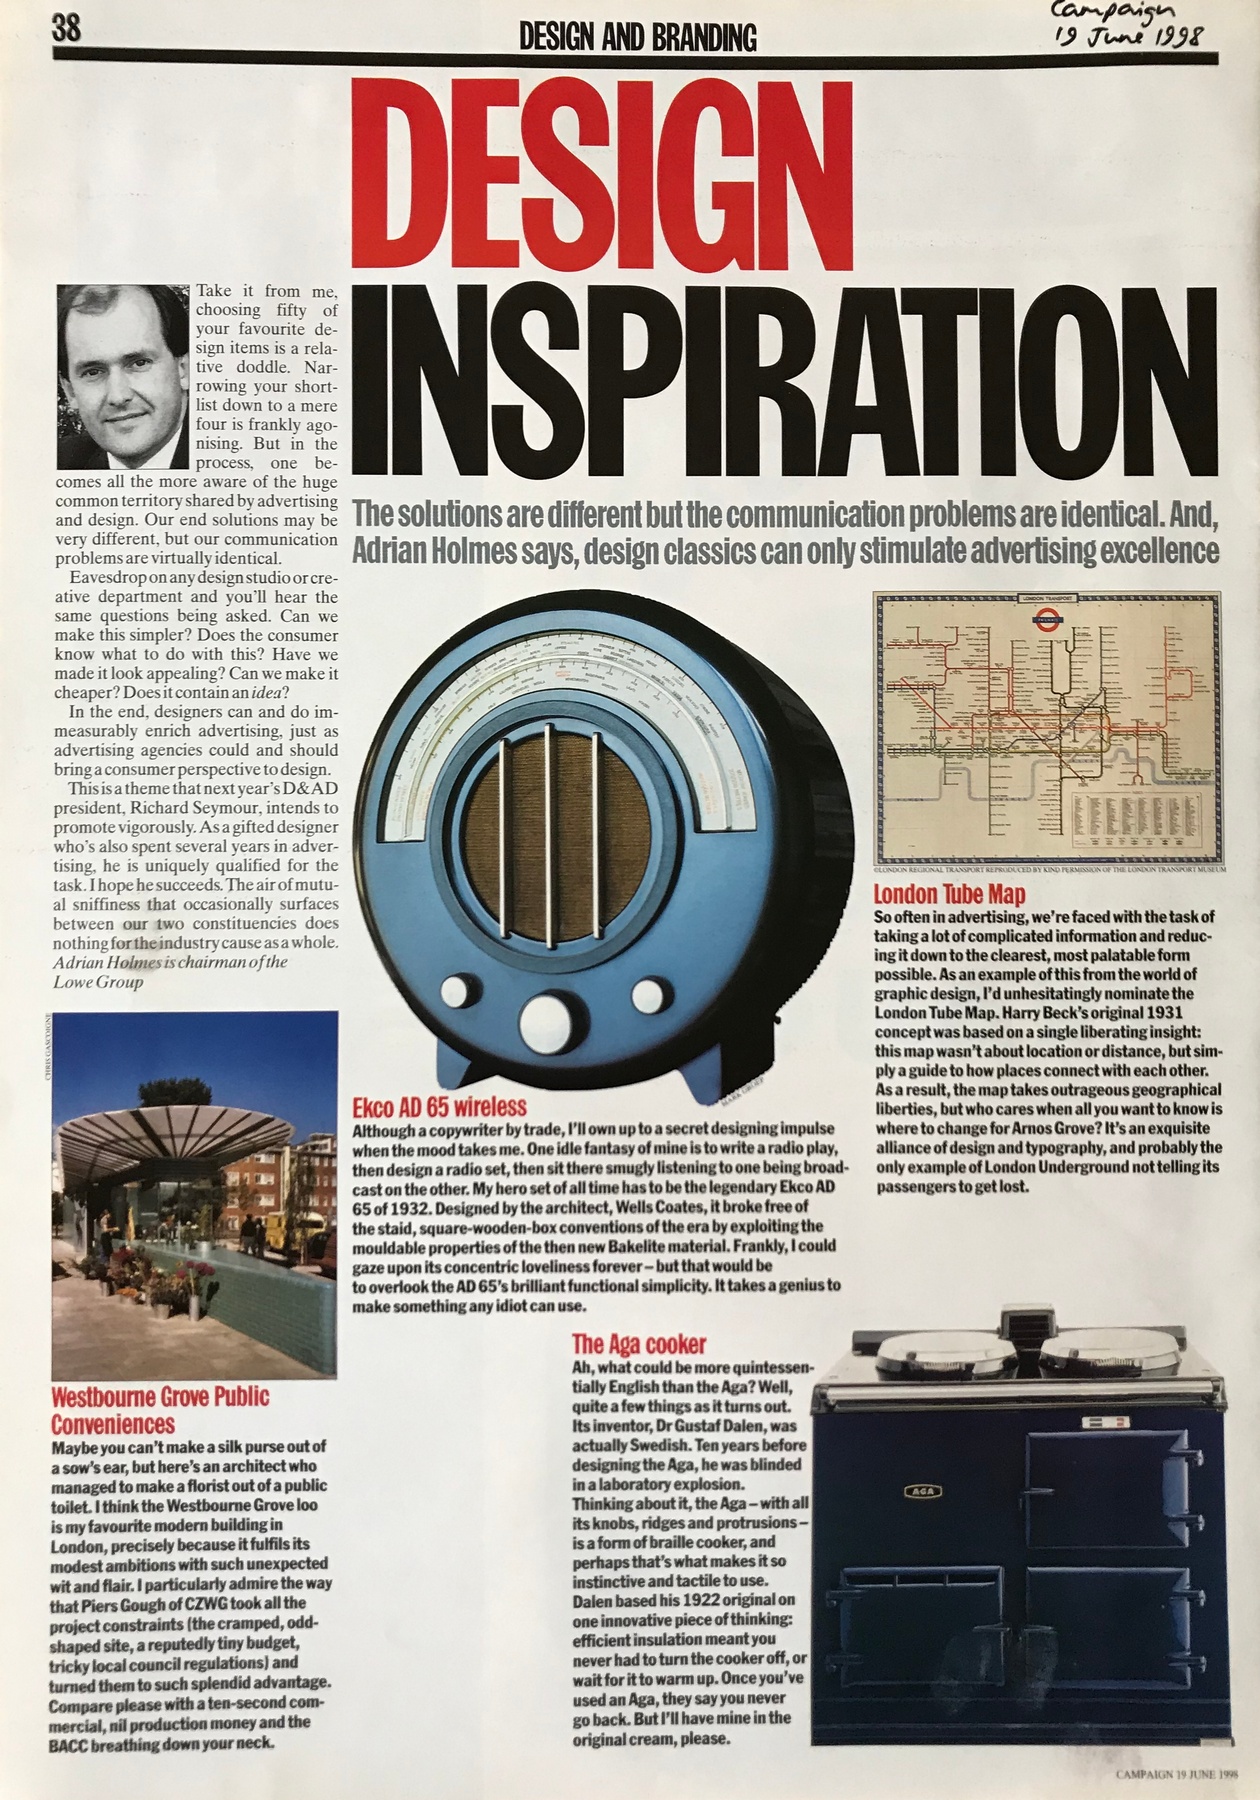 38
DESIGN AND BRANDING
Campaign
19 June 1998
DESIGN
INSPIRATION
The solutions are different but the communication problems are identical. And,
Adrian Holmes says, design classics can only stimulate advertising excellence
Take it from me,
choosing fifty of
your favourite de-
sign items is a rela-
tive doddle. Nar-
rowing your short-
list down to a mere
four is frankly ago-
nising. But in the
process, one be-
comes all the more aware of the huge
common territory shared by advertising
and design. Our end solutions may be
very different, but our communication
problems are virtually identical.
Eavesdrop on any design studio or cre-
ative department and you'll hear the
same questions being asked. Can we
make this simpler? Does the consumer
know what to do with this? Have we
made it look appealing? Can we make it
cheaper? Does it contain an idea?
In the end, designers can and do im-
measurably enrich advertising, just as
advertising agencies could and should
bring a consumer perspective to design.
This is a theme that next year's D&AD
president, Richard Seymour, intends to
promote vigorously. As a gifted designer
who's also spent several years in adver-
tising, he is uniquely qualified for the
task. I hope he succeeds. The air of mutu-
al sniffiness that occasionally surfaces
between our two constituencies does
nothing for the industry cause as a whole.
Adrian Holmes is chairman of the
Lowe Group
CHRIS GASCOIGNE
Westbourne Grove Public
Conveniences
Maybe you can't make a silk purse out of
a sow's ear, but here's an architect who
managed to make a florist out of a public
toilet. I think the Westbourne Grove loo
is my favourite modern building in
London, precisely because it fulfils its
modest ambitions with such unexpected
wit and flair. I particularly admire the way
that Piers Gough of CZWG took all the
project constraints (the cramped, odd-
shaped site, a reputedly tiny budget,
tricky local council regulations) and
turned them to such splendid advantage.
Compare please with a ten-second com-
mercial, nil production money and the
BACC breathing down your neck.
Ekco AD 65 wireless
Although a copywriter by trade, I'll own up to a secret designing impulse
when the mood takes me. One idle fantasy of mine is to write a radio play,
then design a radio set, then sit there smugly listening to one being broad-
cast on the other. My hero set of all time has to be the legendary Ekco AD
65 of 1932. Designed by the architect, Wells Coates, it broke free of
the staid, square-wooden-box conventions of the era by exploiting the
mouldable properties of the then new Bakelite material. Frankly, I could
gaze upon its concentric loveliness forever – but that would be
to overlook the AD 65's brilliant functional simplicity. It takes a genius to
make something any idiot can use.
LONDON TRANSPORT
©LONDON REGIONAL TRANSPORT REPRODUCED BY KIND PERMISSION OF THE LONDON TRANSPORT MUSEUM
London Tube Map
So often in advertising, we're faced with the task of
taking a lot of complicated information and reduc-
ing it down to the clearest, most palatable form
possible. As an example of this from the world of
graphic design, I'd unhesitatingly nominate the
London Tube Map. Harry Beck's original 1931
concept was based on a single liberating insight:
this map wasn't about location or distance, but sim-
ply a guide to how places connect with each other.
As a result, the map takes outrageous geographical
liberties, but who cares when all you want to know is
where to change for Arnos Grove? It's an exquisite
alliance of design and typography, and probably the
only example of London Underground not telling its
passengers to get lost.
The Aga cooker
Ah, what could be more quintessen-
tially English than the Aga? Well,
quite a few things as it turns out.
Its inventor, Dr Gustaf Dalen, was
actually Swedish. Ten years before
designing the Aga, he was blinded
in a laboratory explosion.
Thinking about it, the Aga – with all
its knobs, ridges and protrusions –
is a form of braille cooker, and
perhaps that's what makes it so
instinctive and tactile to use.
Dalen based his 1922 original on
one innovative piece of thinking:
efficient insulation meant you
never had to turn the cooker off, or
wait for it to warm up. Once you've
used an Aga, they say you never
go back. But I'll have mine in the
original cream, please.
AGA
CAMPAIGN 19 JUNE 1998